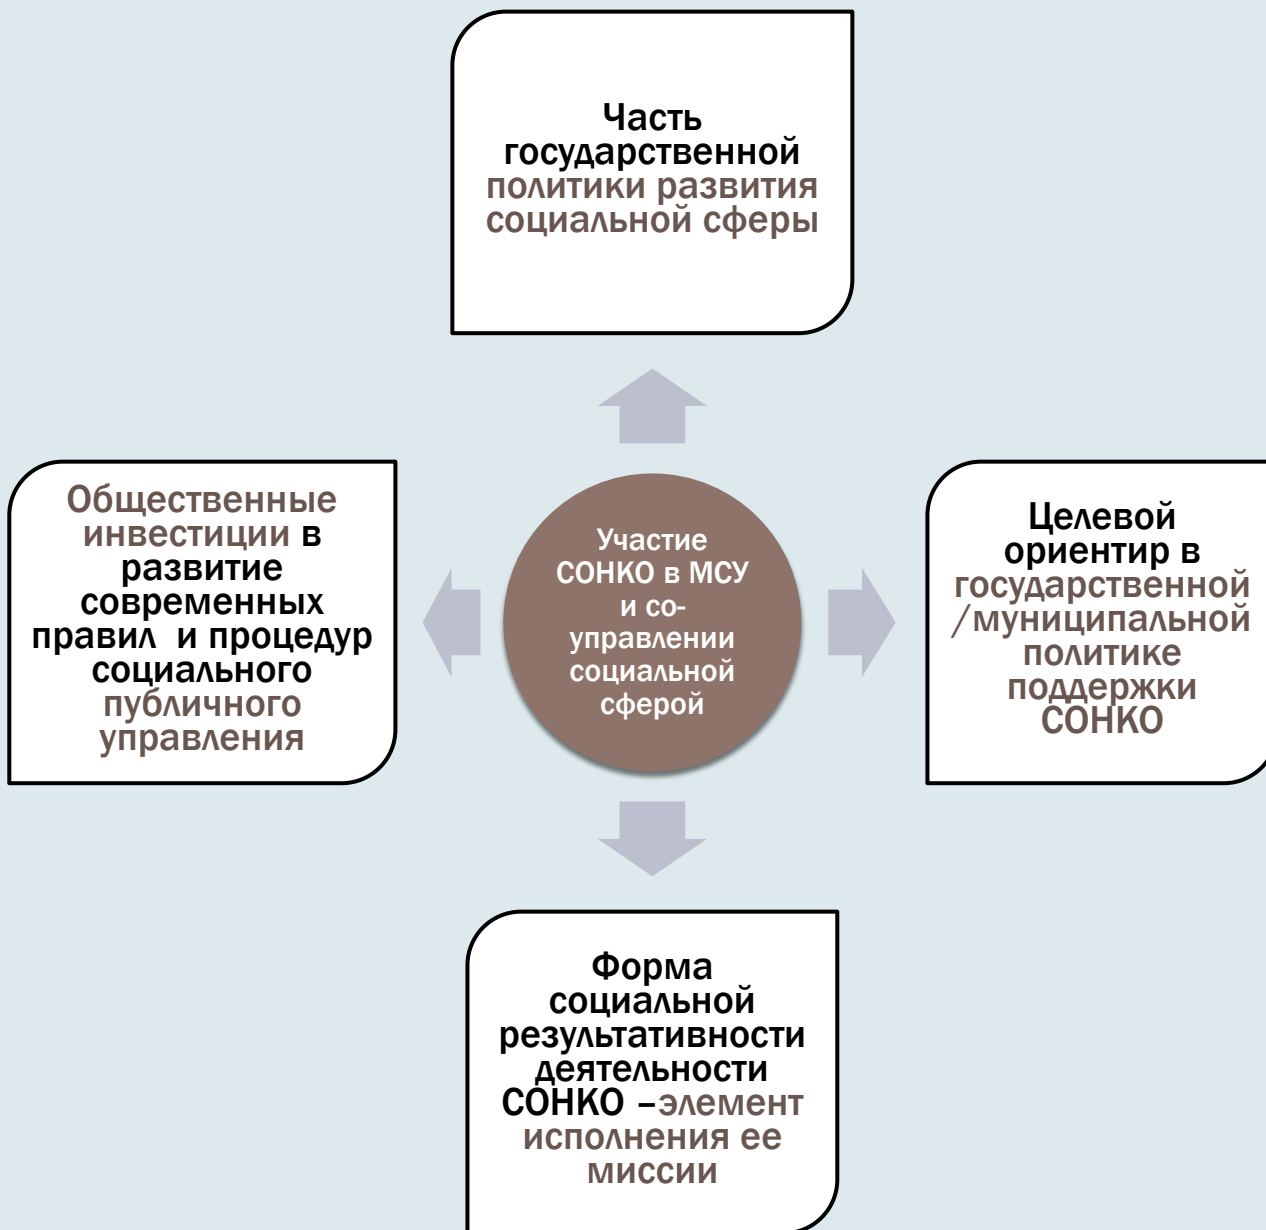 Часть
государственной
политики развития
социальной сферы
Общественные
инвестиции в
развитие
современных
правил и процедур
социального
публичного
управления
Участие
СОНКО в МСУ
и со-
управлении
социальной
сферой
Целевой
ориентир в
государственной
/муниципальной
политике
поддержки
СОНКО
Форма
социальной
результативности
деятельности
СОНКО –элемент
исполнения ее
миссии